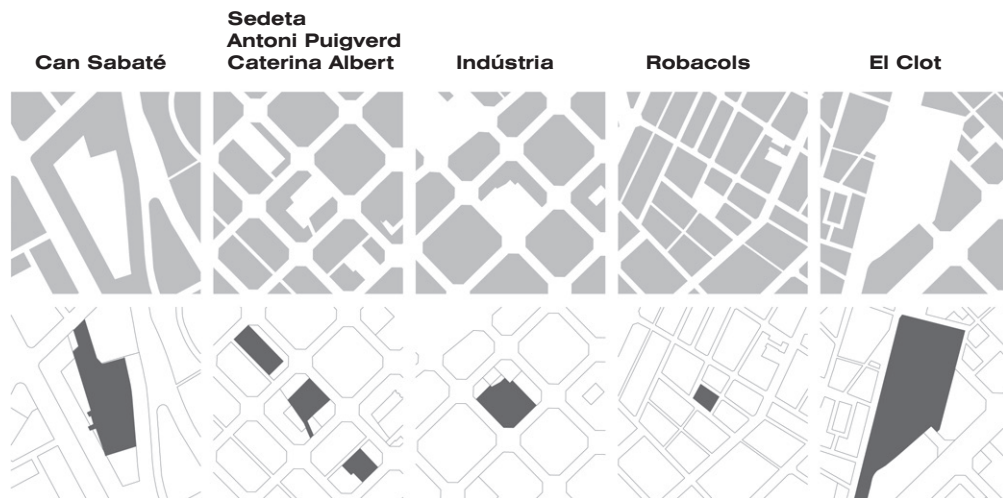 Can Sabaté
Sedeta
Antoni Puigverd
Caterina Albert
Indústria
Robacols
El Clot